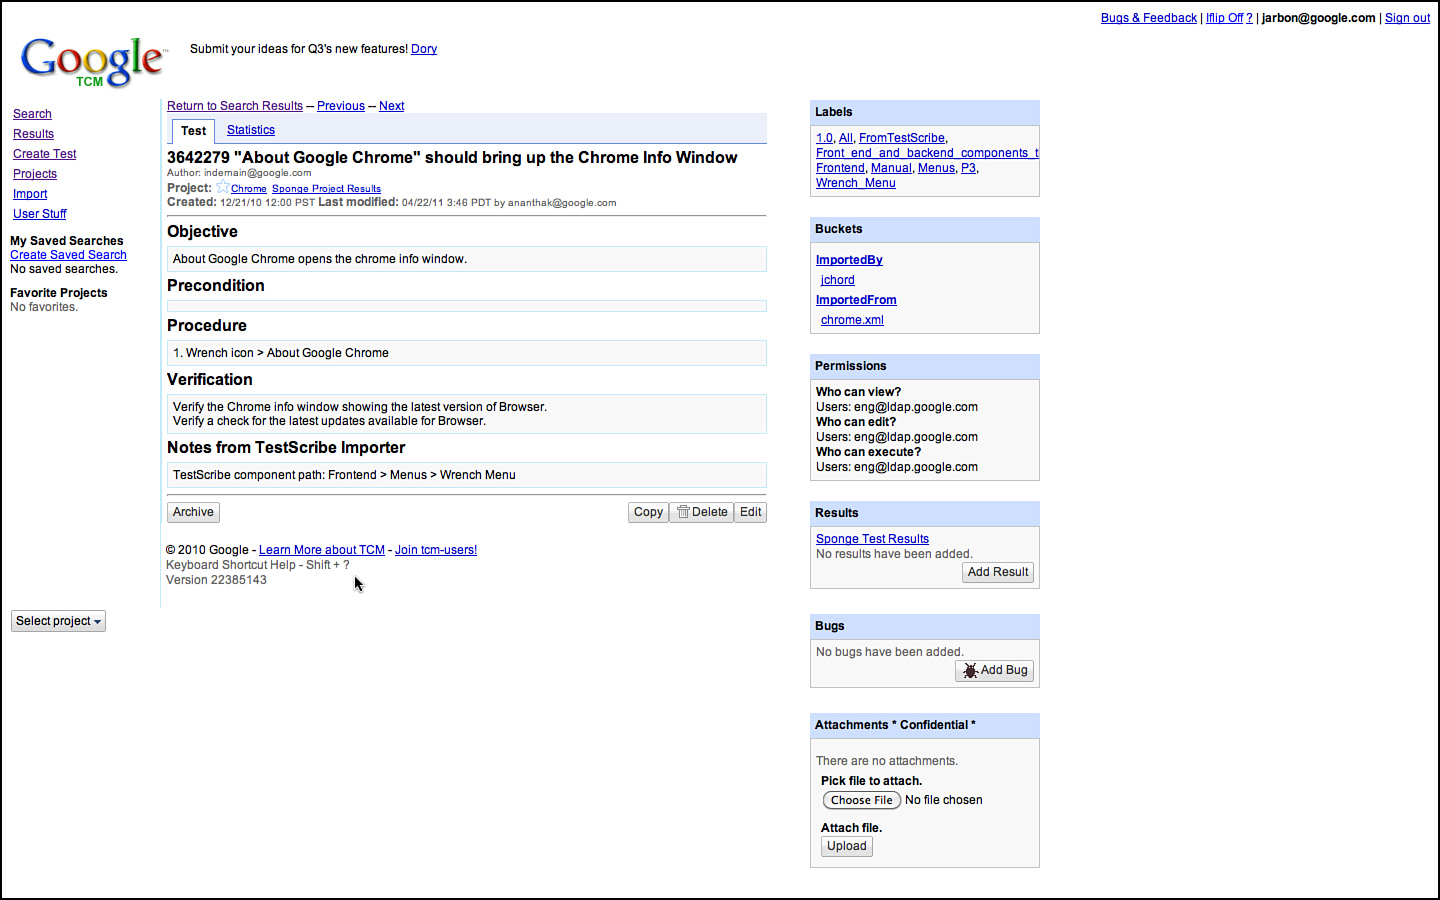 Bugs & Feedback | Iflip Off ? | jarbon@google.com | Sign out
Google™
TCM
Submit your ideas for Q3's new features! Dory
Search
Results
Create Test
Projects
Import
User Stuff
My Saved Searches
Create Saved Search
No saved searches.
Favorite Projects
No favorites.
Select project
Return to Search Results -- Previous -- Next
Test Statistics
3642279 "About Google Chrome" should bring up the Chrome Info Window
Author: indemain@google.com
Project: Chrome Sponge Project Results
Created: 12/21/10 12:00 PST Last modified: 04/22/11 3:46 PDT by ananthak@google.com
Objective
About Google Chrome opens the chrome info window.
Precondition
Procedure
1. Wrench icon > About Google Chrome
Verification
Verify the Chrome info window showing the latest version of Browser.
Verify a check for the latest updates available for Browser.
Notes from TestScribe Importer
TestScribe component path: Frontend > Menus > Wrench Menu
Archive Copy Delete Edit
© 2010 Google - Learn More about TCM - Join tcm-users!
Keyboard Shortcut Help - Shift + ?
Version 22385143
Labels
1.0, All, FromTestScribe,
Front_end_and_backend_components_t
Frontend, Manual, Menus, P3,
Wrench_Menu
Buckets
ImportedBy
jchord
ImportedFrom
chrome.xml
Permissions
Who can view?
Users: eng@ldap.google.com
Who can edit?
Users: eng@ldap.google.com
Who can execute?
Users: eng@ldap.google.com
Results
Sponge Test Results
No results have been added.
Add Result
Bugs
No bugs have been added.
Add Bug
Attachments * Confidential *
There are no attachments.
Pick file to attach.
Choose File No file chosen
Attach file.
Upload